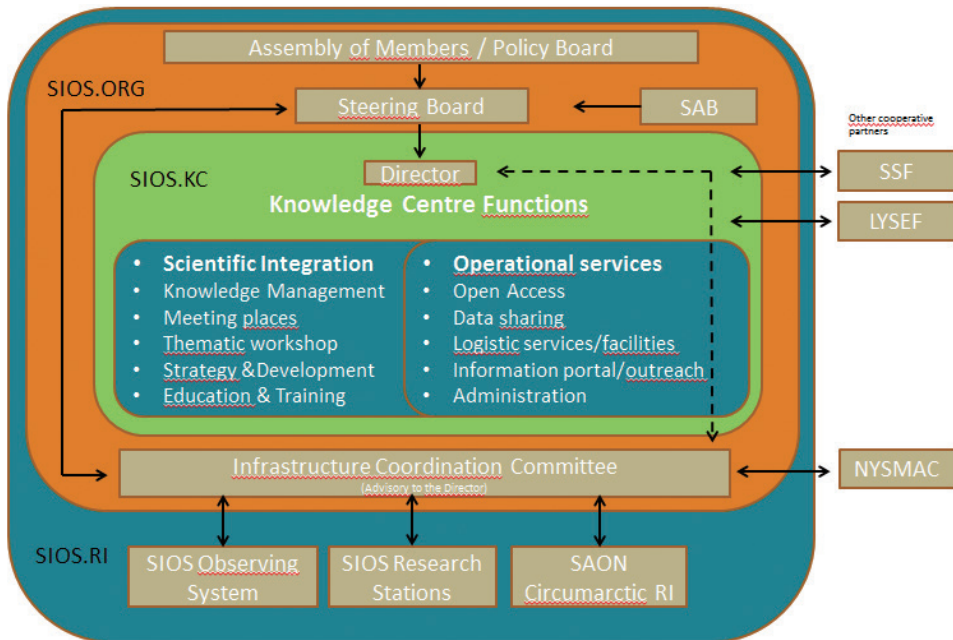 Assembly of Members / Policy Board
SIOS.ORG
Steering Board
SAB
Other cooperative
partners
SIOS.KC
Director
SSF
Knowledge Centre Functions
LYSEF
• Scientific Integration
• Knowledge Management
• Meeting places
• Thematic workshop
• Strategy &Development
• Education & Training
• Operational services
• Open Access
• Data sharing
• Logistic services/facilities
• Information portal/outreach
• Administration
Infrastructure Coordination Committee
(Advisory to the Director)
NYSMAC
SIOS.RI
SIOS Observing
System
SIOS Research
Stations
SAON
Circumarctic RI